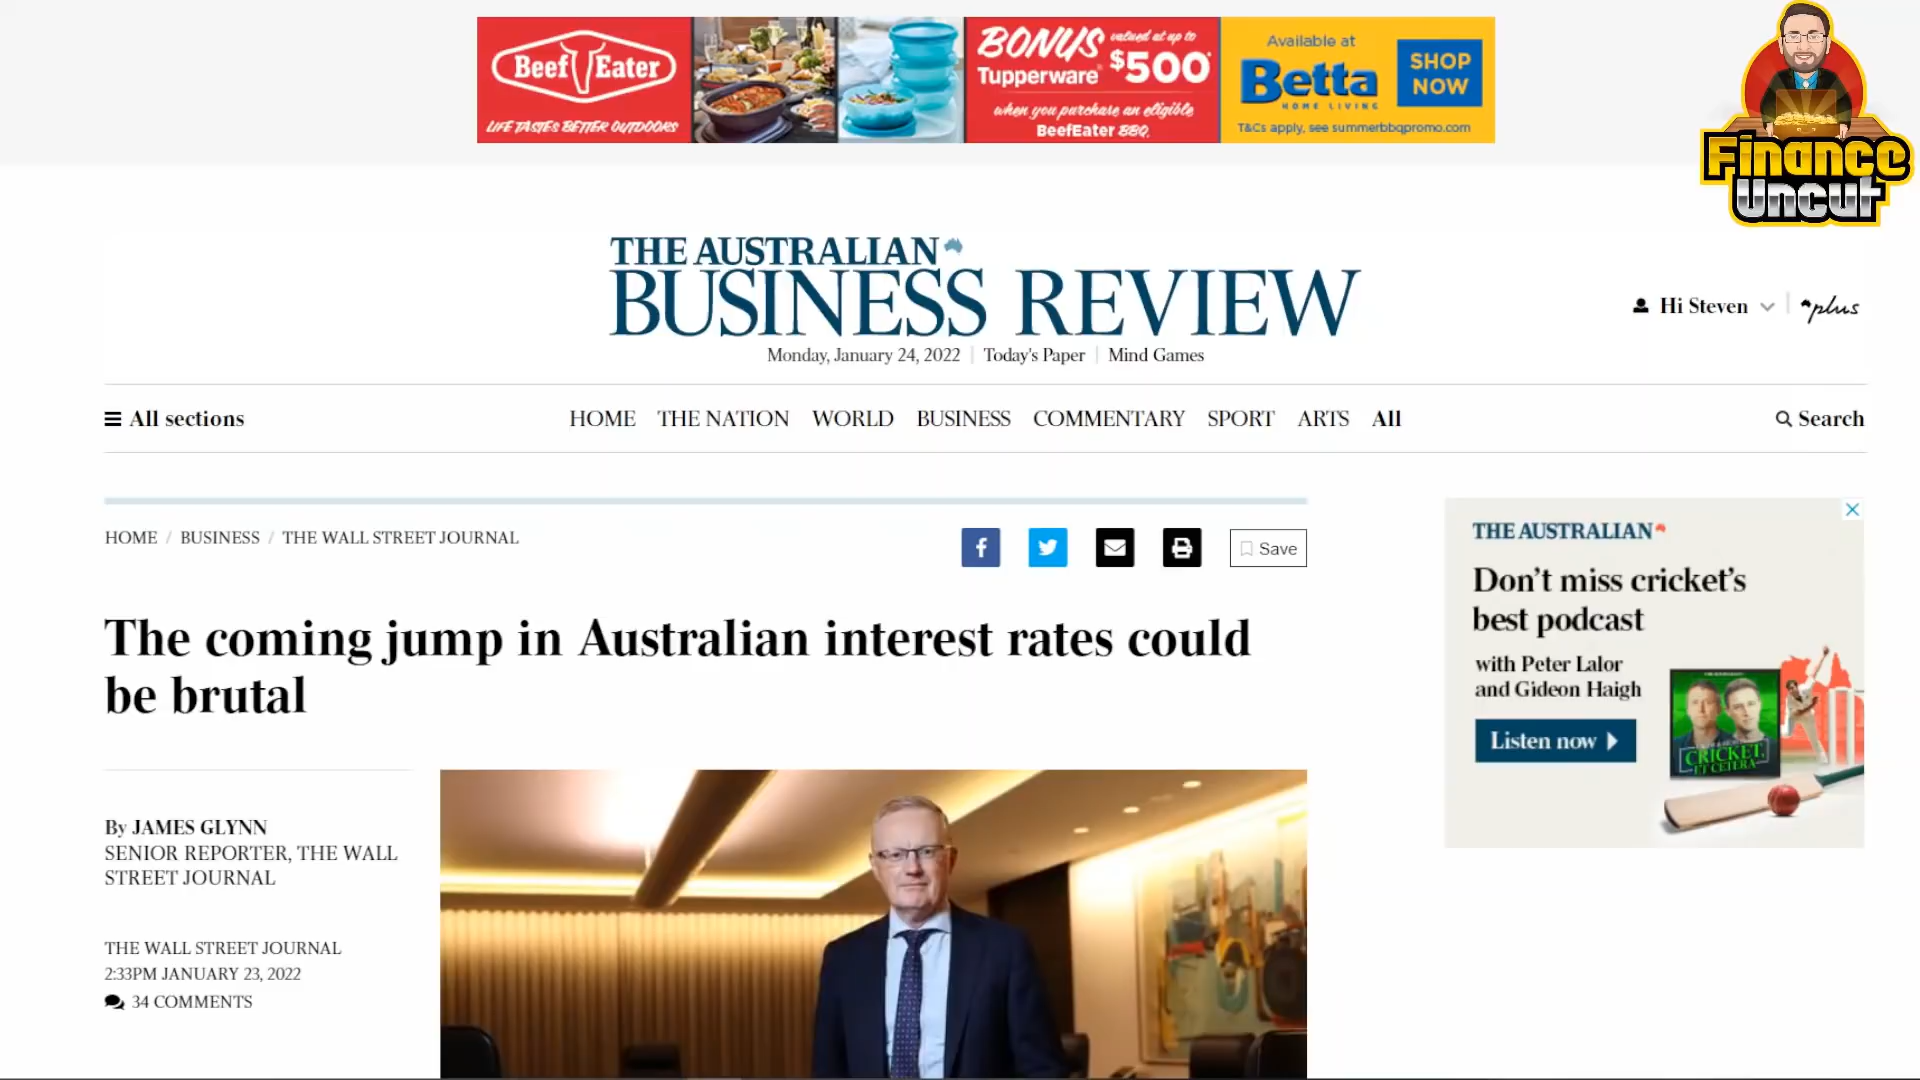 BeefEater
LIFE TASTES BETTER OUTDOORS
BONUS valued at up to
Tupperware® $500*
when you purchase an eligible
BeefEater BBQ.
Available at
Betta
HOME LIVING
SHOP
NOW
T&Cs apply, see summerbbqpromo.com
Finance
Uncut
THE AUSTRALIAN
BUSINESS REVIEW
Monday, January 24, 2022 | Today's Paper | Mind Games
Hi Steven
plus
All sections
HOME THE NATION WORLD BUSINESS COMMENTARY SPORT ARTS All
Search
HOME / BUSINESS / THE WALL STREET JOURNAL
Save
The coming jump in Australian interest rates could
be brutal
By JAMES GLYNN
SENIOR REPORTER, THE WALL
STREET JOURNAL
THE WALL STREET JOURNAL
2:33PM JANUARY 23, 2022
34 COMMENTS
THE AUSTRALIAN
Don't miss cricket's
best podcast
with Peter Lalor
and Gideon Haigh
Listen now
CRICKET,
ET CETERA